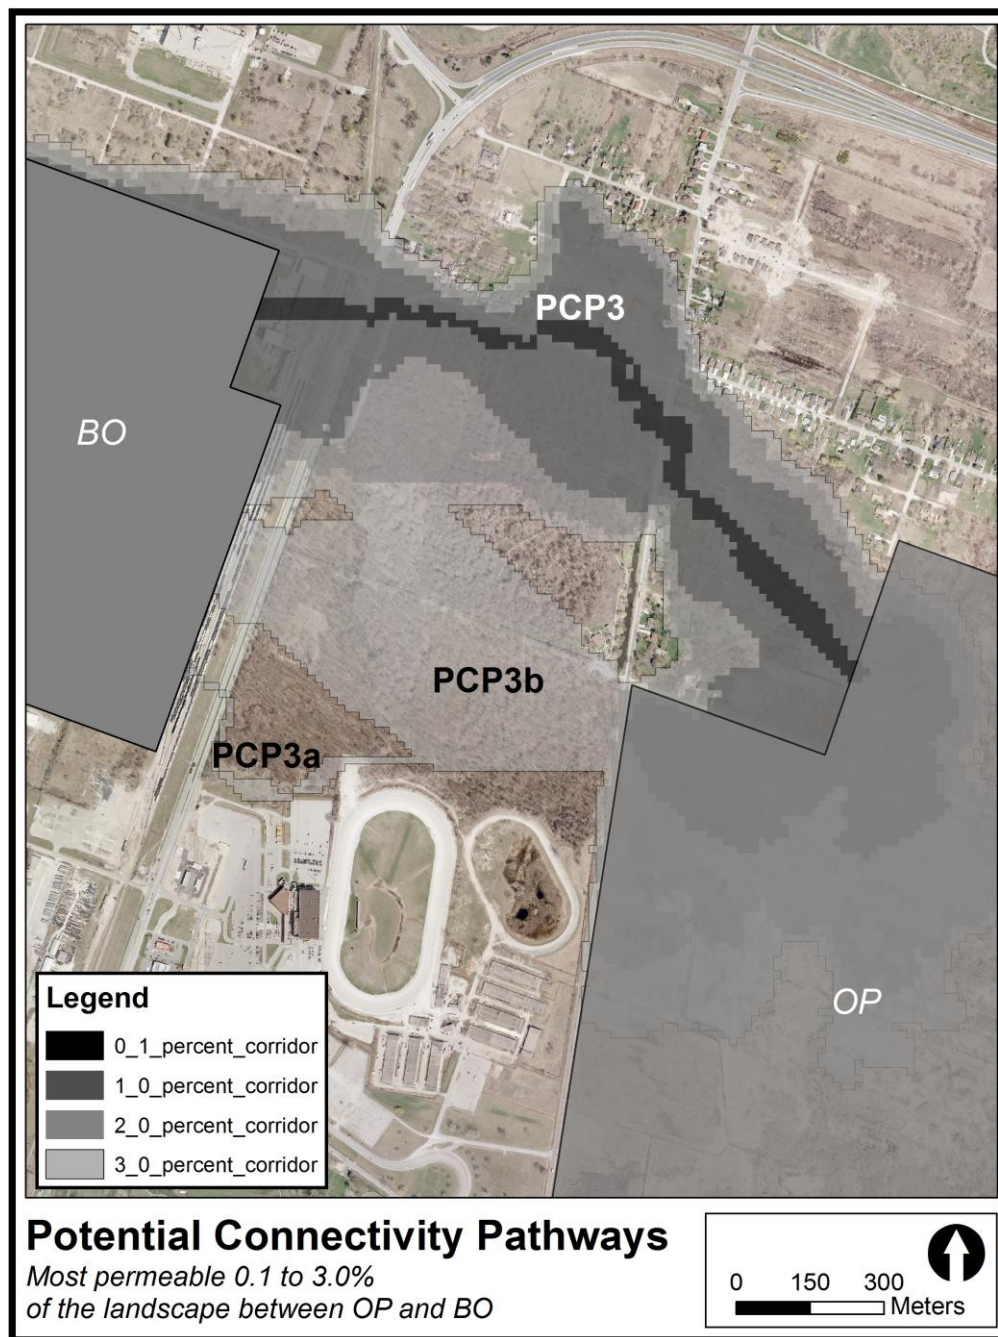 PCP3
BO
PCP3b
PCP3a
OP
Legend
0_1_percent_corridor
1_0_percent_corridor
2_0_percent_corridor
3_0_percent_corridor
Potential Connectivity Pathways
Most permeable 0.1 to 3.0%
of the landscape between OP and BO
0 150 300
Meters